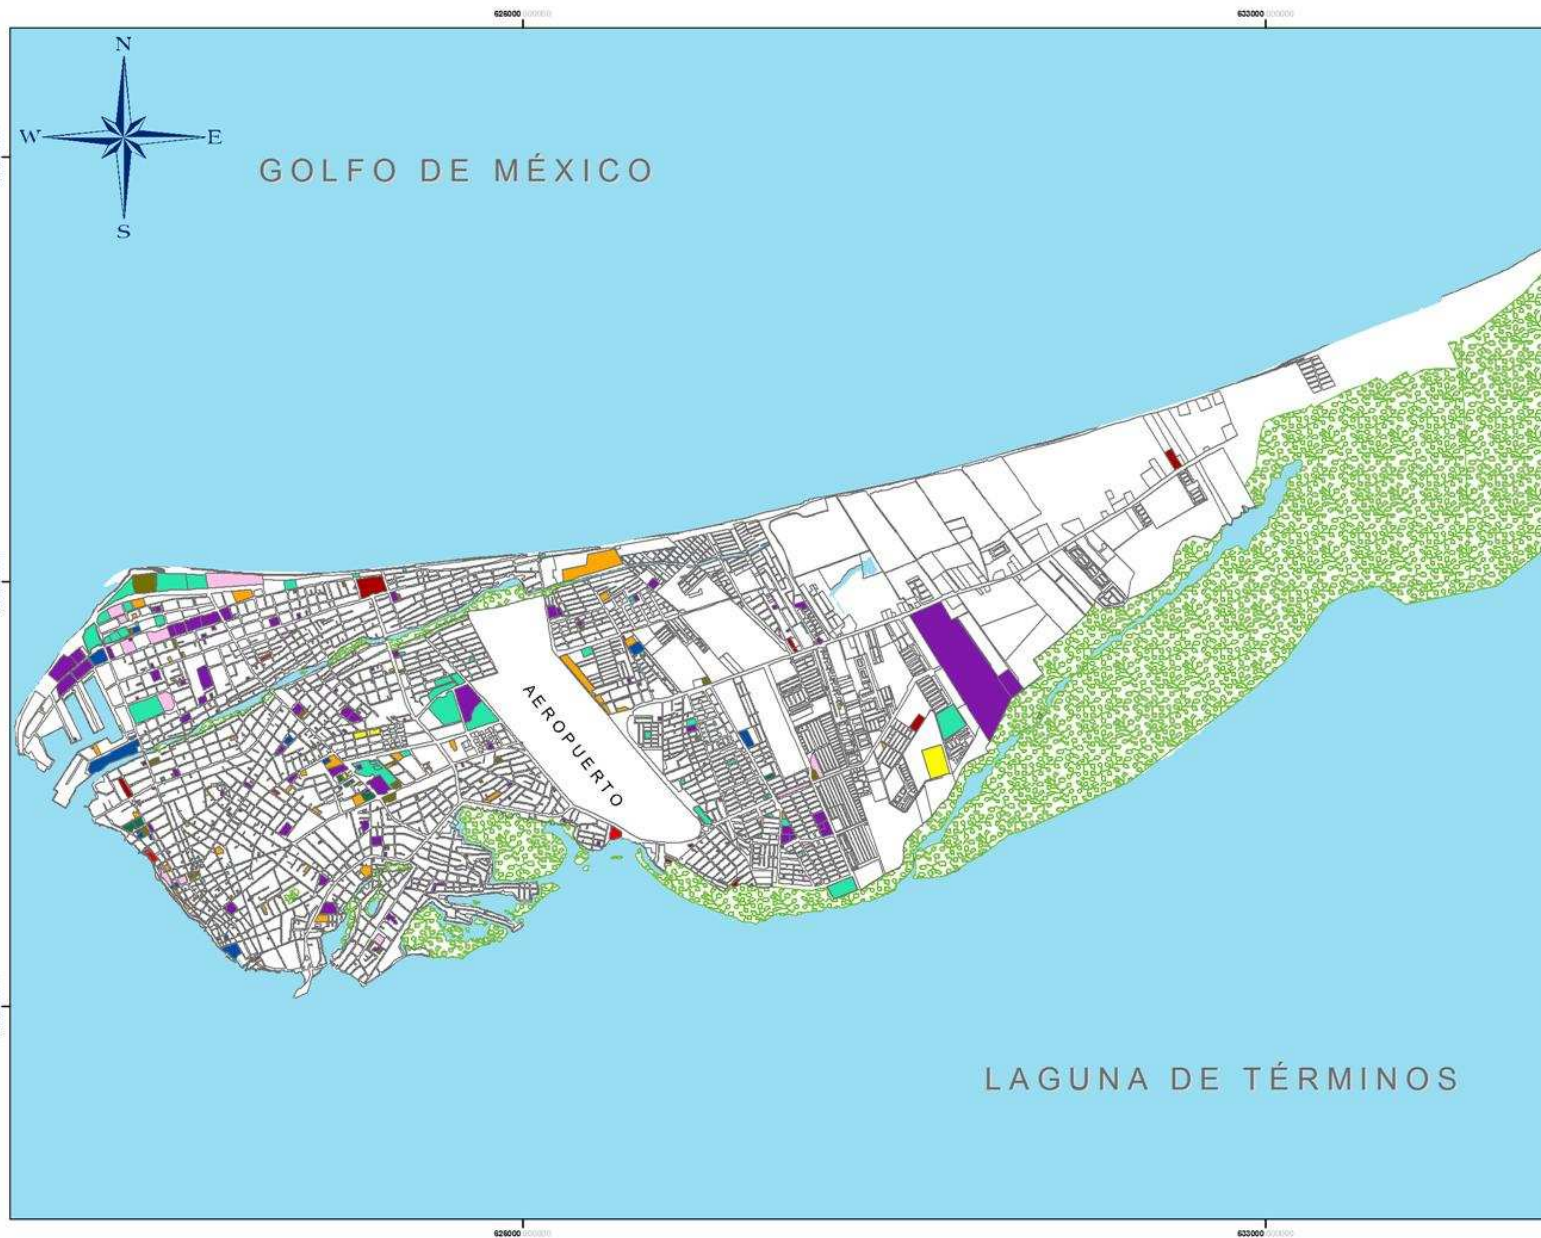 626000
633000
N
W E
S
GOLFO DE MÉXICO
AEROPUERTO
LAGUNA DE TÉRMINOS
626000
633000